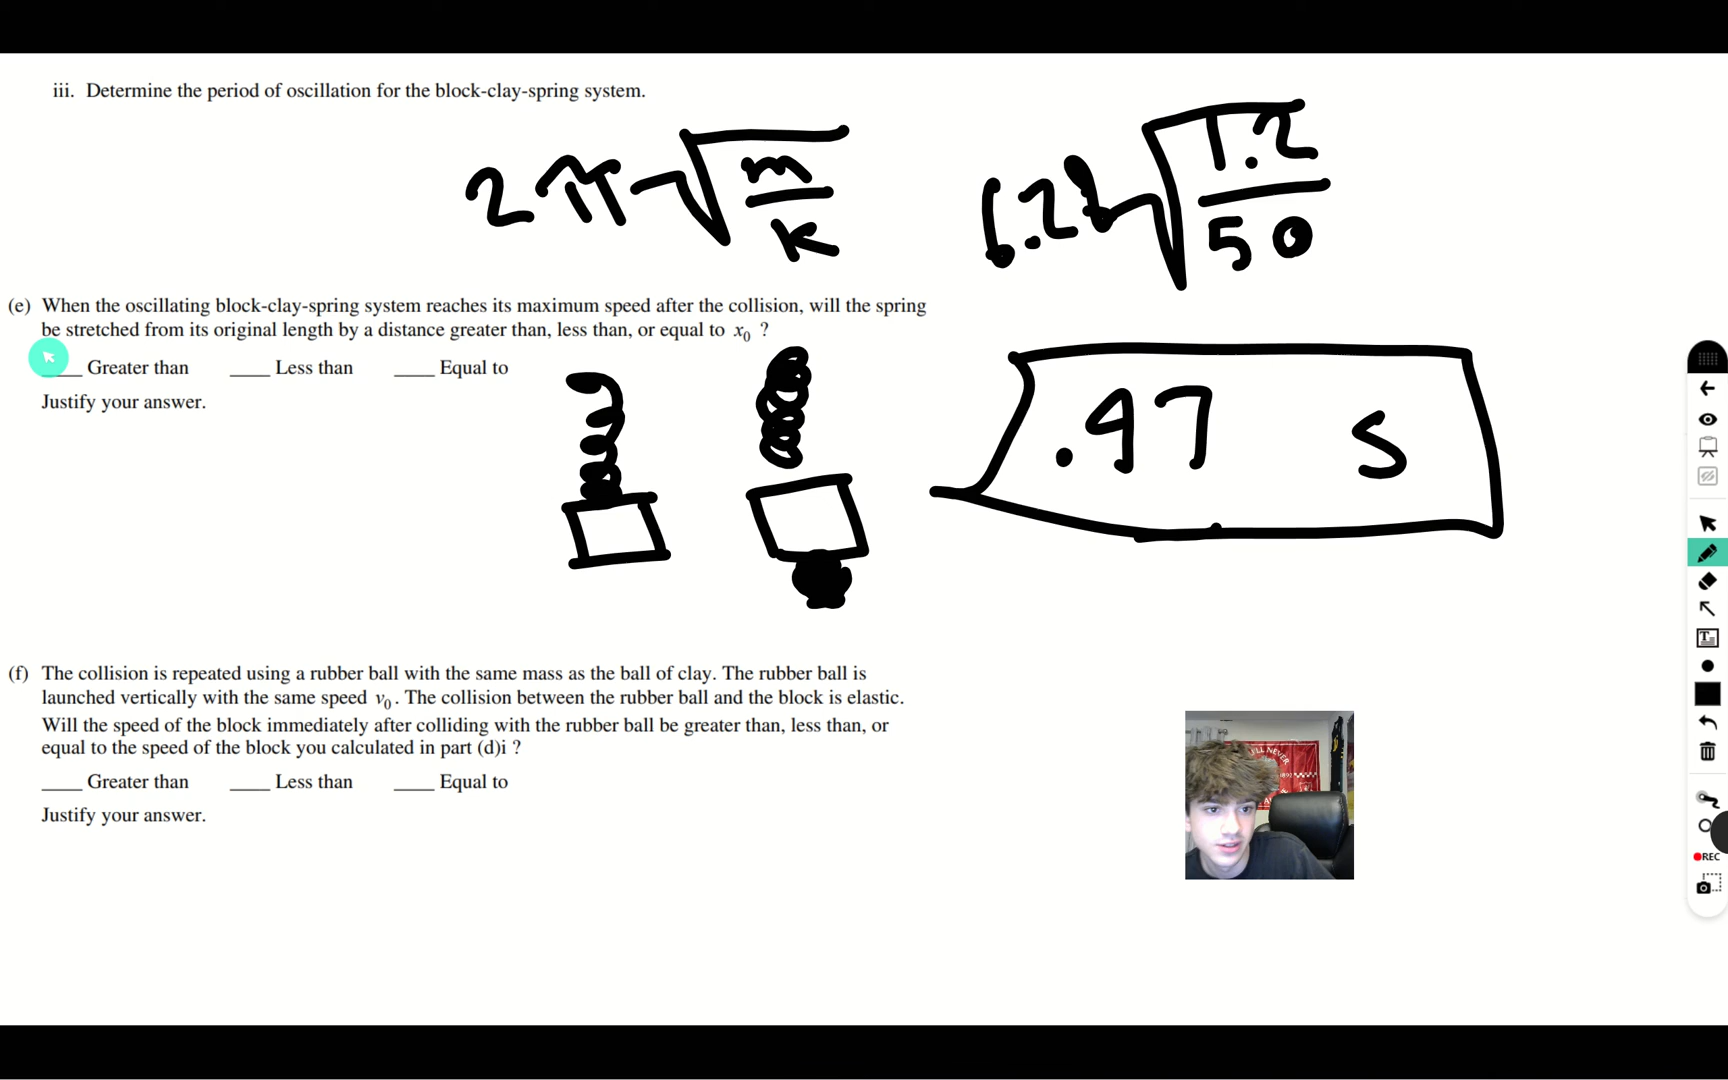 iii. Determine the period of oscillation for the block-clay-spring system.
2π√m/k
6.28√1.2/50
(e) When the oscillating block-clay-spring system reaches its maximum speed after the collision, will the spring
be stretched from its original length by a distance greater than, less than, or equal to x₀ ?
____ Greater than ____ Less than ____ Equal to
Justify your answer.
.97 s
(f) The collision is repeated using a rubber ball with the same mass as the ball of clay. The rubber ball is
launched vertically with the same speed v₀. The collision between the rubber ball and the block is elastic.
Will the speed of the block immediately after colliding with the rubber ball be greater than, less than, or
equal to the speed of the block you calculated in part (d)i ?
____ Greater than ____ Less than ____ Equal to
Justify your answer.
REC